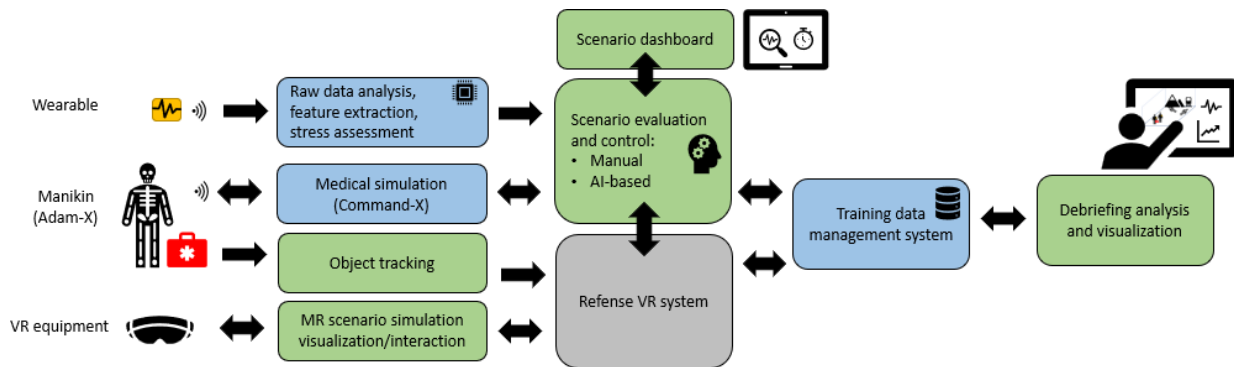 Scenario dashboard
Wearable
Raw data analysis,
feature extraction,
stress assessment
Scenario evaluation
and control:
• Manual
• AI-based
Manikin
(Adam-X)
Medical simulation
(Command-X)
Training data
management system
Debriefing analysis
and visualization
Object tracking
Refense VR system
VR equipment
MR scenario simulation
visualization/interaction